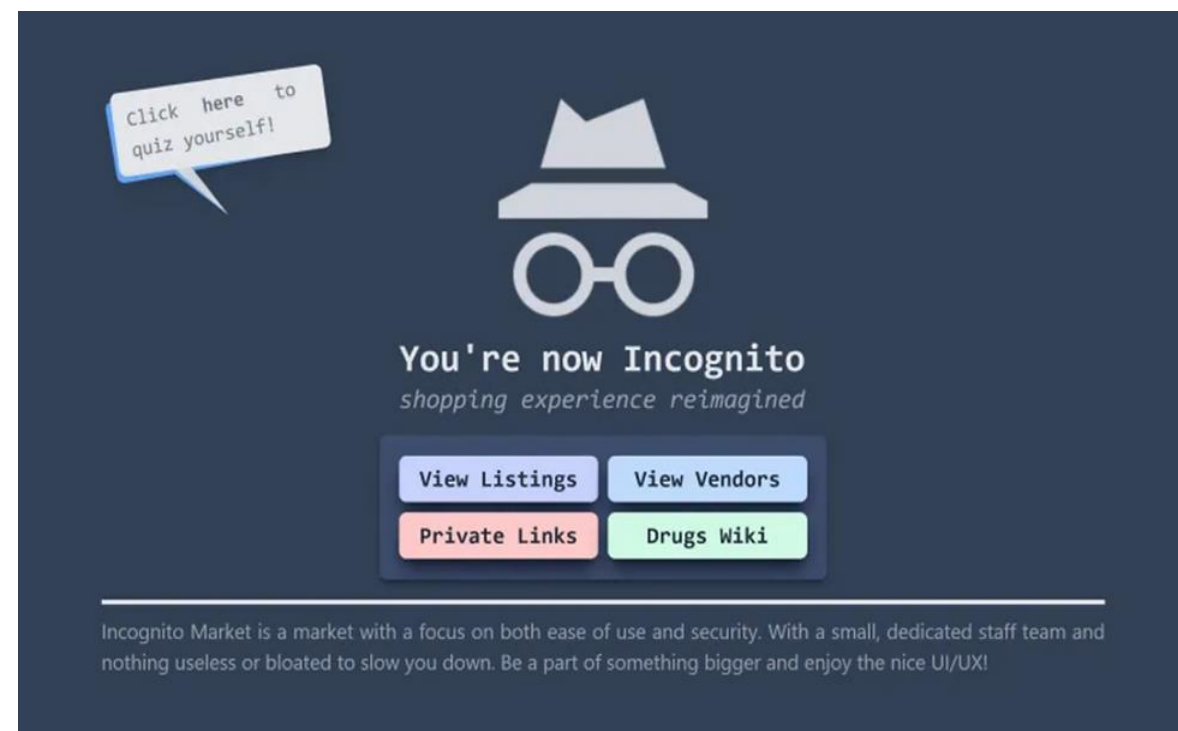 Click here to
quiz yourself!
You're now Incognito
shopping experience reimagined
View Listings
View Vendors
Private Links
Drugs Wiki
Incognito Market is a market with a focus on both ease of use and security. With a small, dedicated staff team and
nothing useless or bloated to slow you down. Be a part of something bigger and enjoy the nice UI/UX!